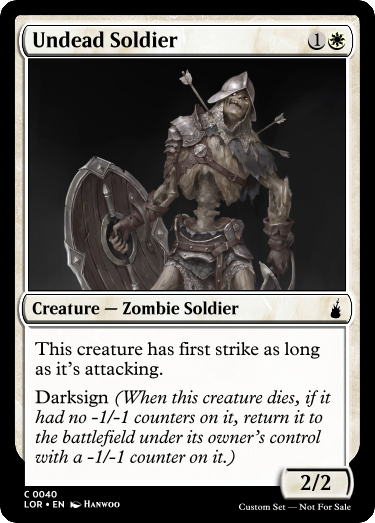 Undead Soldier 1
Creature — Zombie Soldier
This creature has first strike as long
as it's attacking.
Darksign (When this creature dies, if it
had no -1/-1 counters on it, return it to
the battlefield under its owner's control
with a -1/-1 counter on it.)
2/2
C 0040
LOR • EN HANWOO
Custom Set — Not For Sale